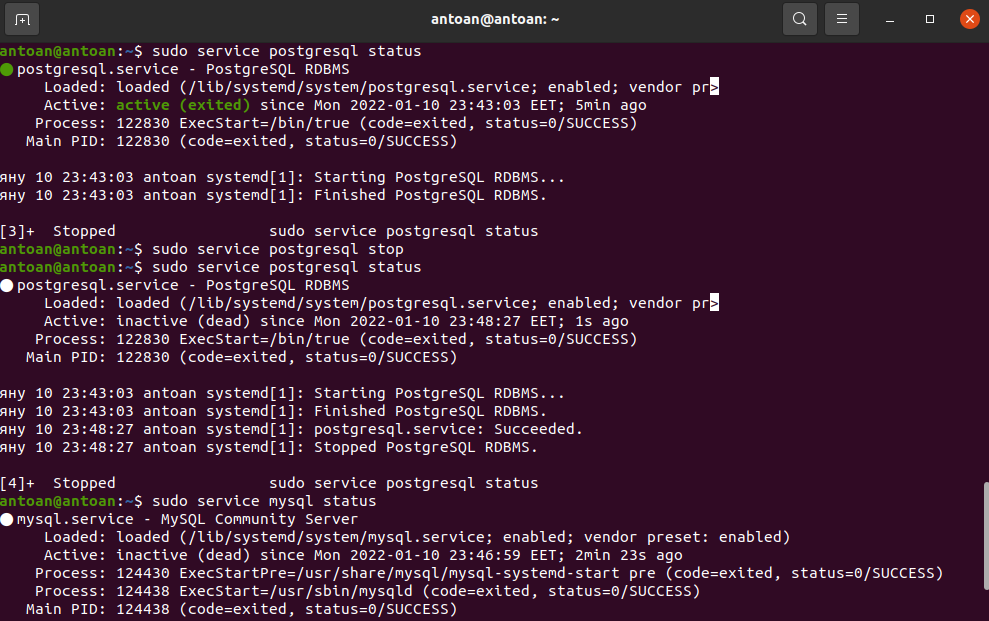 antoan@antoan: ~
antoan@antoan:~$ sudo service postgresql status
postgresql.service - PostgreSQL RDBMS
Loaded: loaded (/lib/systemd/system/postgresql.service; enabled; vendor pr>
Active: active (exited) since Mon 2022-01-10 23:43:03 EET; 5min ago
Process: 122830 ExecStart=/bin/true (code=exited, status=0/SUCCESS)
Main PID: 122830 (code=exited, status=0/SUCCESS)
яну 10 23:43:03 antoan systemd[1]: Starting PostgreSQL RDBMS...
яну 10 23:43:03 antoan systemd[1]: Finished PostgreSQL RDBMS.
[3]+  Stopped                 sudo service postgresql status
antoan@antoan:~$ sudo service postgresql stop
antoan@antoan:~$ sudo service postgresql status
postgresql.service - PostgreSQL RDBMS
Loaded: loaded (/lib/systemd/system/postgresql.service; enabled; vendor pr>
Active: inactive (dead) since Mon 2022-01-10 23:48:27 EET; 1s ago
Process: 122830 ExecStart=/bin/true (code=exited, status=0/SUCCESS)
Main PID: 122830 (code=exited, status=0/SUCCESS)
яну 10 23:43:03 antoan systemd[1]: Starting PostgreSQL RDBMS...
яну 10 23:43:03 antoan systemd[1]: Finished PostgreSQL RDBMS.
яну 10 23:48:27 antoan systemd[1]: postgresql.service: Succeeded.
яну 10 23:48:27 antoan systemd[1]: Stopped PostgreSQL RDBMS.
[4]+  Stopped                 sudo service postgresql status
antoan@antoan:~$ sudo service mysql status
mysql.service - MySQL Community Server
Loaded: loaded (/lib/systemd/system/mysql.service; enabled; vendor preset: enabled)
Active: inactive (dead) since Mon 2022-01-10 23:46:59 EET; 2min 23s ago
Process: 124430 ExecStartPre=/usr/share/mysql/mysql-systemd-start pre (code=exited, status=0/SUCCESS)
Process: 124438 ExecStart=/usr/sbin/mysqld (code=exited, status=0/SUCCESS)
Main PID: 124438 (code=exited, status=0/SUCCESS)